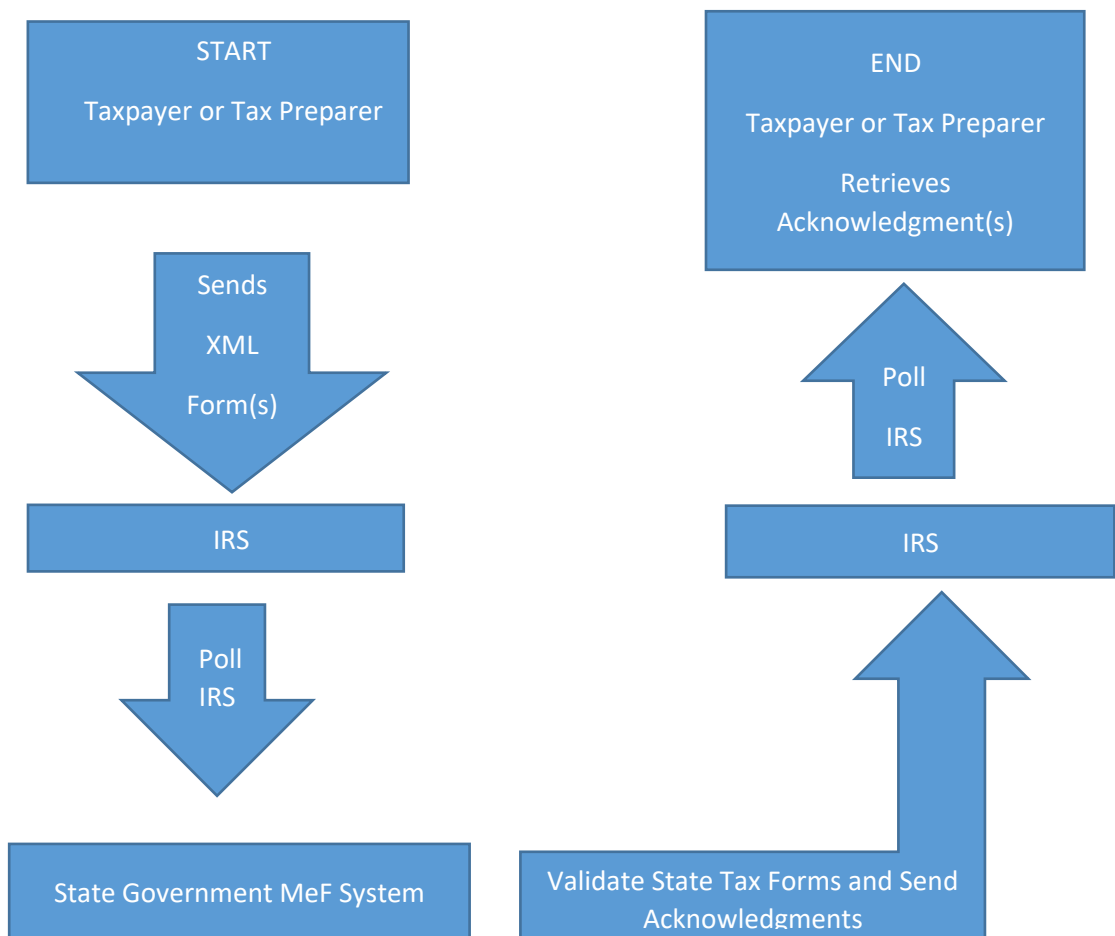 START
Taxpayer or Tax Preparer
Sends
XML
Form(s)
IRS
Poll
IRS
State Government MeF System
Validate State Tax Forms and Send
Acknowledgments
IRS
Poll
IRS
END
Taxpayer or Tax Preparer
Retrieves
Acknowledgment(s)